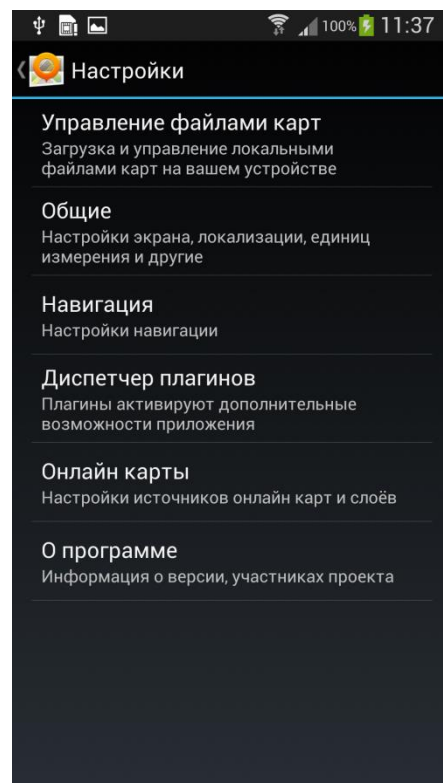 100% 11:37
Настройки
Управление файлами карт
Загрузка и управление локальными
файлами карт на вашем устройстве
Общие
Настройки экрана, локализации, единиц
измерения и другие
Навигация
Настройки навигации
Диспетчер плагинов
Плагины активируют дополнительные
возможности приложения
Онлайн карты
Настройки источников онлайн карт и слоёв
О программе
Информация о версии, участниках проекта